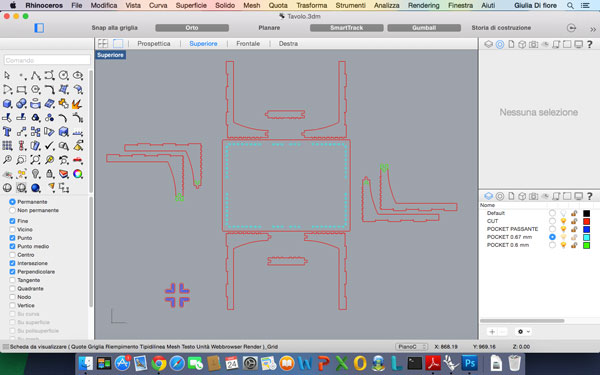 Rhinoceros File Modifica Vista Curva Superficie Solido Mesh Quota Trasforma Strumenti Analizza Rendering Finestra Aiuti Giulia Di fiore
Tavolo.3dm
Snap alla griglia Orto Planare SmartTrack Gumball Storia di costruzione
Prospettica Superiore Frontale Destra
Comando
Superiore
Nessuna selezione
Permanente
Non permanente
Fine
Vicino
Punto
Punto medio
Centro
Intersezione
Perpendicolare
Tangente
Quadrante
Nodo
Vertice
Su curva
Su superficie
Su polisuperficie
Nome
Default
CUT
POCKET PASSANTE
POCKET 0.67 mm
POCKET 0.6 mm
Scheda da visualizzare ( Quote Griglia Riempimento Tipidilinea Mesh Testo Unità Webbrowser Render )_Grid
PianoC X: 868.19 Y: 969.16 Z: 0.00
24